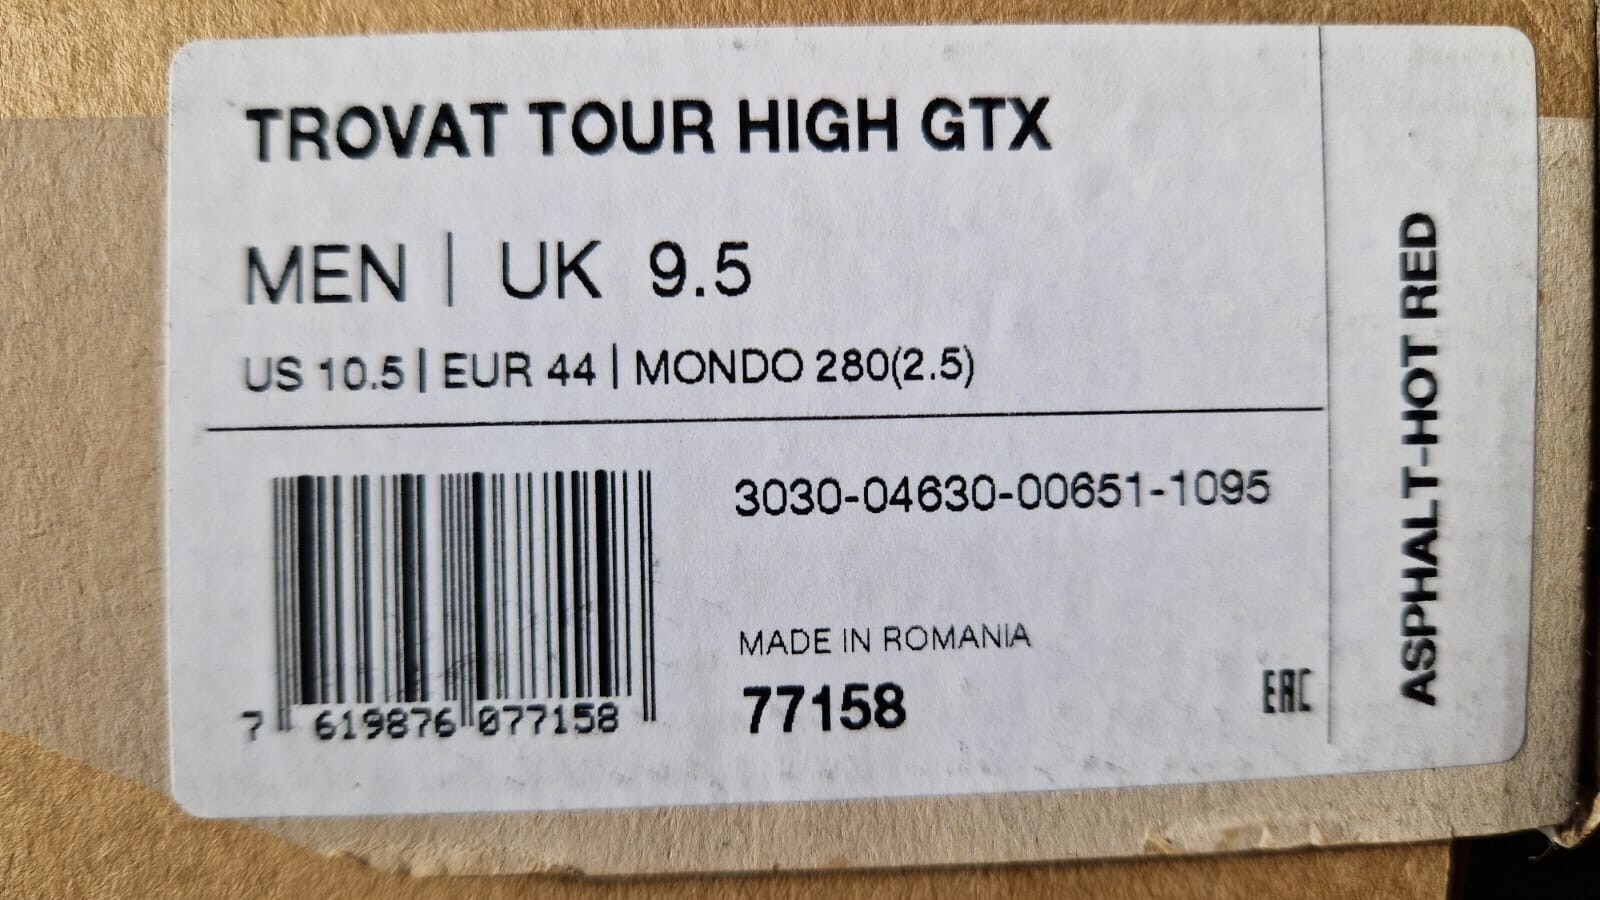 TROVAT TOUR HIGH GTX
MEN | UK 9.5
US 10.5 | EUR 44 | MONDO 280(2.5)
3030-04630-00651-1095
MADE IN ROMANIA
77158
7 619876 077158
EAC
ASPHALT-HOT RED